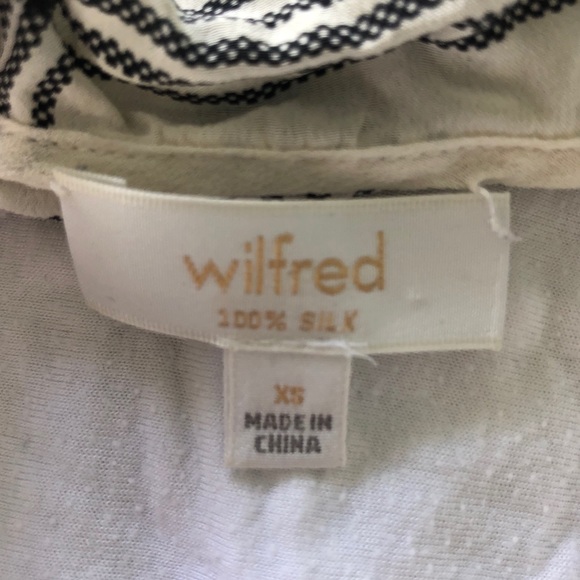 wilfred
100% SILK
XS
MADE IN
CHINA